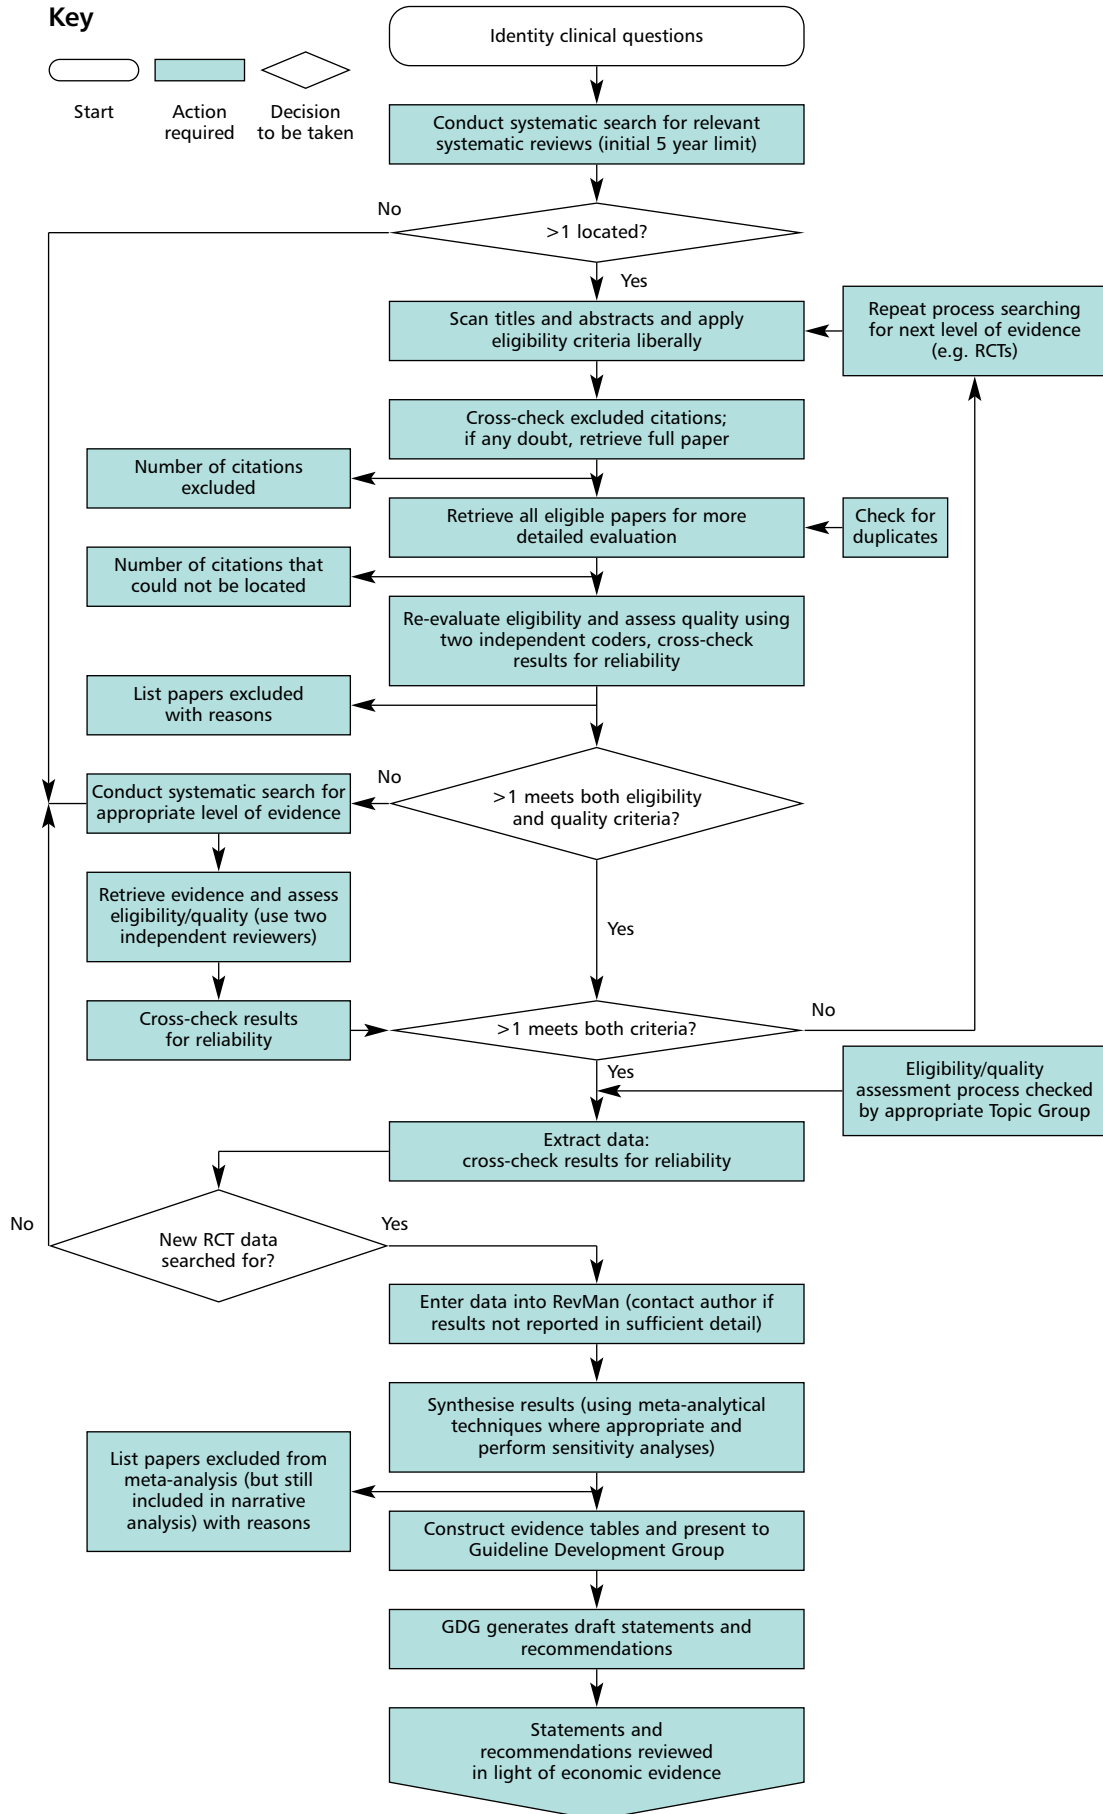 Key
Start
Action
required
Decision
to be taken
Identity clinical questions
Conduct systematic search for relevant
systematic reviews (initial 5 year limit)
No
>1 located?
Yes
Scan titles and abstracts and apply
eligibility criteria liberally
Repeat process searching
for next level of evidence
(e.g. RCTs)
Cross-check excluded citations;
if any doubt, retrieve full paper
Number of citations
excluded
Retrieve all eligible papers for more
detailed evaluation
Check for
duplicates
Number of citations that
could not be located
Re-evaluate eligibility and assess quality using
two independent coders, cross-check
results for reliability
List papers excluded
with reasons
No
>1 meets both eligibility
and quality criteria?
Conduct systematic search for
appropriate level of evidence
Retrieve evidence and assess
eligibility/quality (use two
independent reviewers)
Yes
Cross-check results
for reliability
>1 meets both criteria?
No
Yes
Eligibility/quality
assessment process checked
by appropriate Topic Group
Extract data:
cross-check results for reliability
No
New RCT data
searched for?
Yes
Enter data into RevMan (contact author if
results not reported in sufficient detail)
Synthesise results (using meta-analytical
techniques where appropriate and
perform sensitivity analyses)
List papers excluded from
meta-analysis (but still
included in narrative
analysis) with reasons
Construct evidence tables and present to
Guideline Development Group
GDG generates draft statements and
recommendations
Statements and
recommendations reviewed
in light of economic evidence